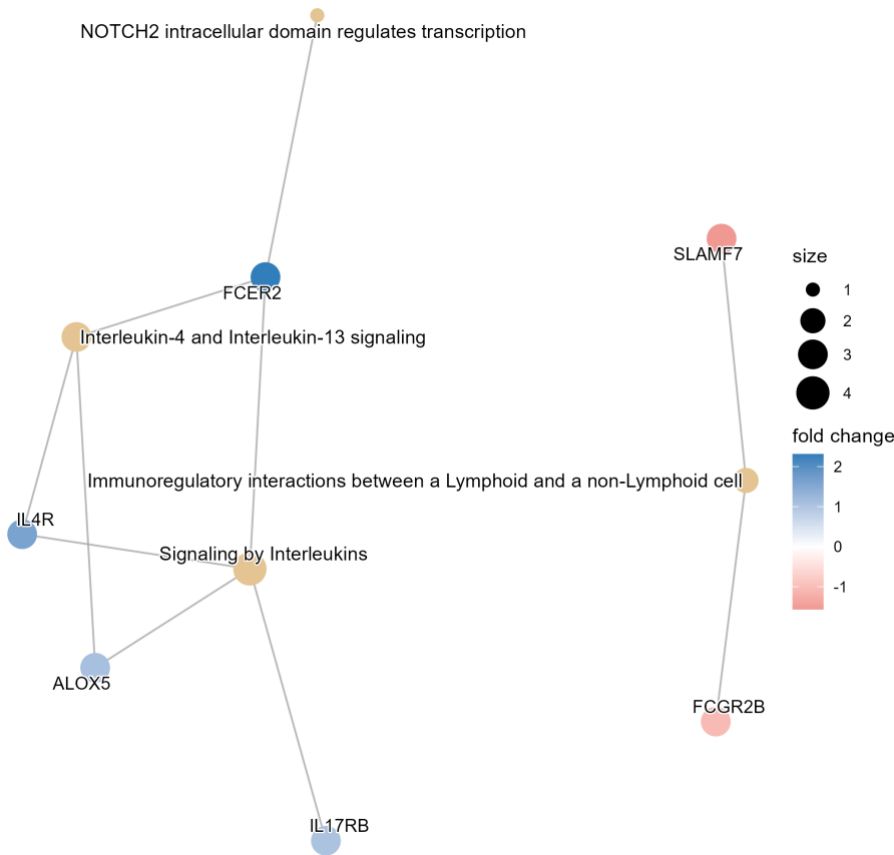 NOTCH2 intracellular domain regulates transcription
SLAMF7
FCER2
Interleukin-4 and Interleukin-13 signaling
Immunoregulatory interactions between a Lymphoid and a non-Lymphoid cell
IL4R
Signaling by Interleukins
ALOX5
FCGR2B
IL17RB
size
1
2
3
4
fold change
2
1
0
-1